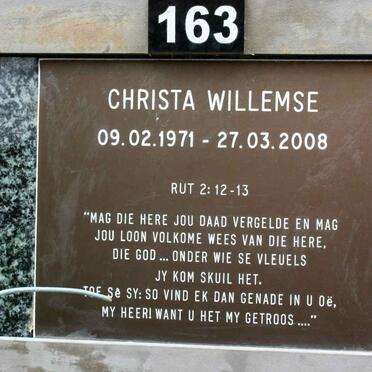 163
CHRISTA WILLEMSE
09.02.1971 - 27.03.2008
RUT 2:12-13
"MAG DIE HERE JOU DAAD VERGELDE EN MAG
JOU LOON VOLKOME WEES VAN DIE HERE,
DIE GOD ... ONDER WIE SE VLEUELS
JY KOM SKUIL HET.
TOE Sê SY: SO VIND EK DAN GENADE IN U Oë,
MY HEER! WANT U HET MY GETROOS ...."